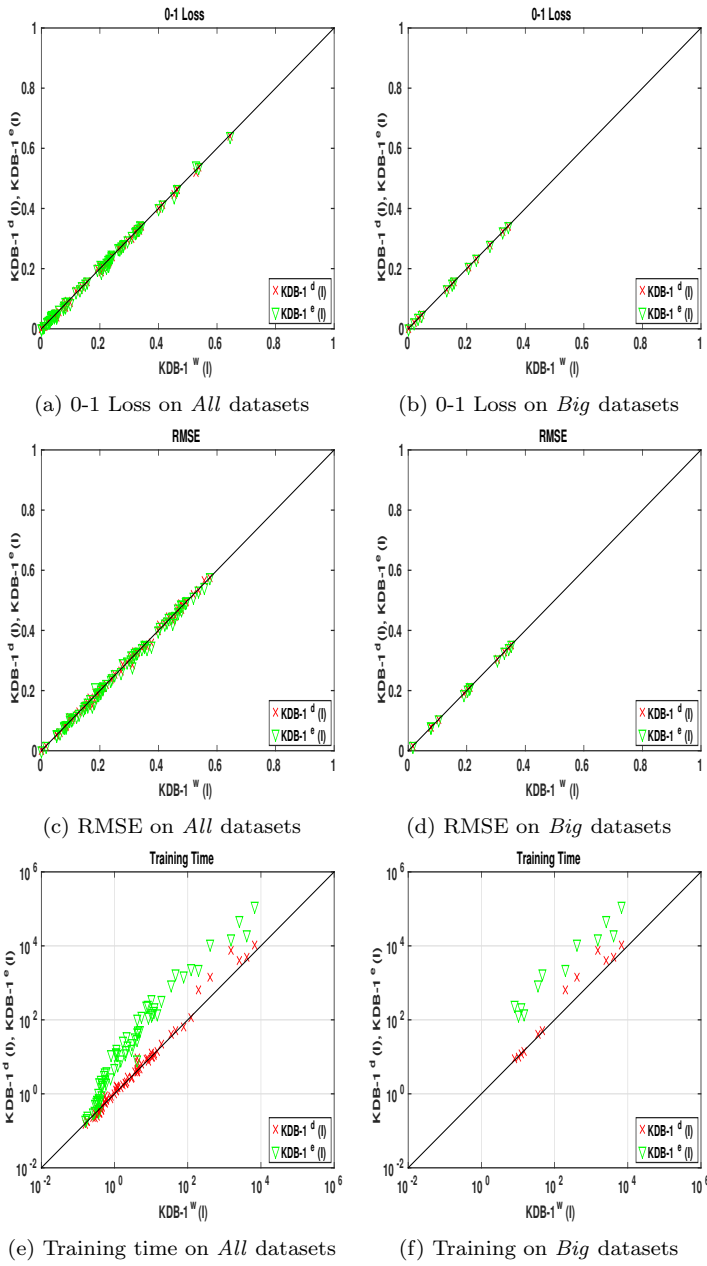 0-1 Loss
1
0.8
0.6
0.4
0.2
0
KDB-1 d (I), KDB-1 e (I)
× KDB-1 d (I)
▽ KDB-1 e (I)
0 0.2 0.4 0.6 0.8 1
KDB-1 w (I)
(a) 0-1 Loss on All datasets
0-1 Loss
1
0.8
0.6
0.4
0.2
0
KDB-1 d (I), KDB-1 e (I)
× KDB-1 d (I)
▽ KDB-1 e (I)
0 0.2 0.4 0.6 0.8 1
KDB-1 w (I)
(b) 0-1 Loss on Big datasets
RMSE
1
0.8
0.6
0.4
0.2
0
KDB-1 d (I), KDB-1 e (I)
× KDB-1 d (I)
▽ KDB-1 e (I)
0 0.2 0.4 0.6 0.8 1
KDB-1 w (I)
(c) RMSE on All datasets
RMSE
1
0.8
0.6
0.4
0.2
0
KDB-1 d (I), KDB-1 e (I)
× KDB-1 d (I)
▽ KDB-1 e (I)
0 0.2 0.4 0.6 0.8 1
KDB-1 w (I)
(d) RMSE on Big datasets
Training Time
10 6
10 4
10 2
10 0
10 -2
KDB-1 d (I), KDB-1 e (I)
× KDB-1 d (I)
▽ KDB-1 e (I)
10 -2 10 0 10 2 10 4 10 6
KDB-1 w (I)
(e) Training time on All datasets
Training Time
10 6
10 4
10 2
10 0
10 -2
KDB-1 d (I), KDB-1 e (I)
× KDB-1 d (I)
▽ KDB-1 e (I)
10 -2 10 0 10 2 10 4 10 6
KDB-1 w (I)
(f) Training on Big datasets